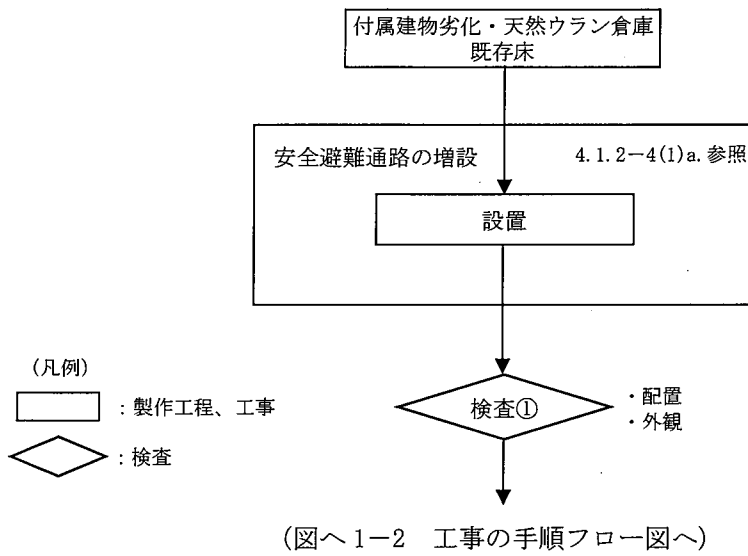 付属建物劣化・天然ウラン倉庫
既存床
安全避難通路の増設
4.1.2-4(1)a.参照
設置
検査①
・配置
・外観
(凡例)
：製作工程、工事
：検査
(図へ 1-2 工事の手順フロー図へ)